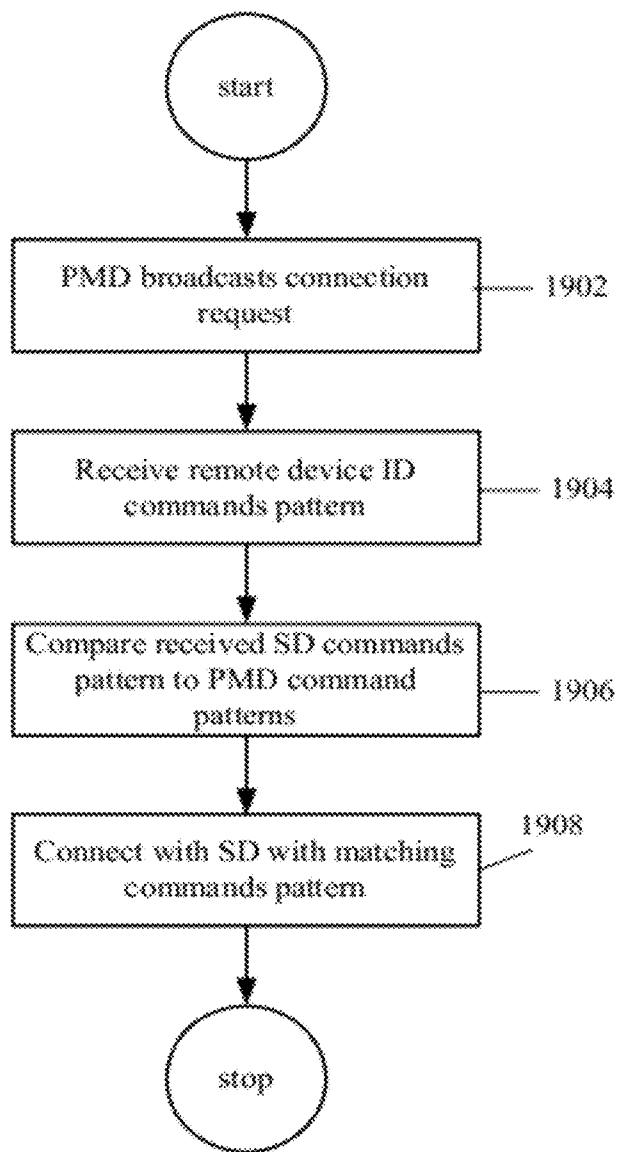 start
PMD broadcasts connection
request
1902
Receive remote device ID
commands pattern
1904
Compare received SD commands
pattern to PMD command
patterns
1906
Connect with SD with matching
commands pattern
1908
stop